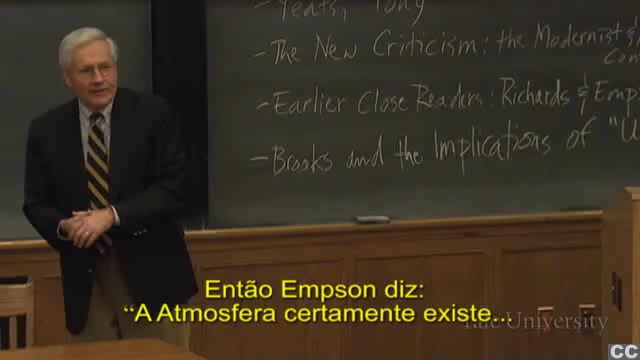 - Yeats, Tony
- The New Criticism: the Modernist &
Con
- Earlier Close Readers: Richards & Emp
- Brooks and the Implications of "U
Então Empson diz:
“A Atmosfera certamente existe...
Yale University
CC